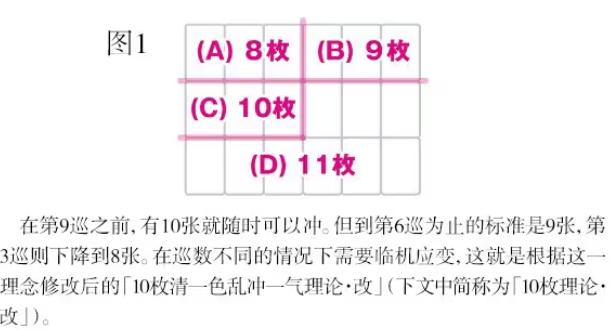 图1
(A) 8枚
(B) 9枚
(C) 10枚
(D) 11枚
在第9巡之前，有10张就随时可以冲。但到第6巡为止的标准是9张，第
3巡则下降到8张。在巡数不同的情况下需要临机应变，这就是根据这一
理念修改后的「10枚清一色乱冲一气理论·改」（下文中简称为「10枚理论·
改」）。